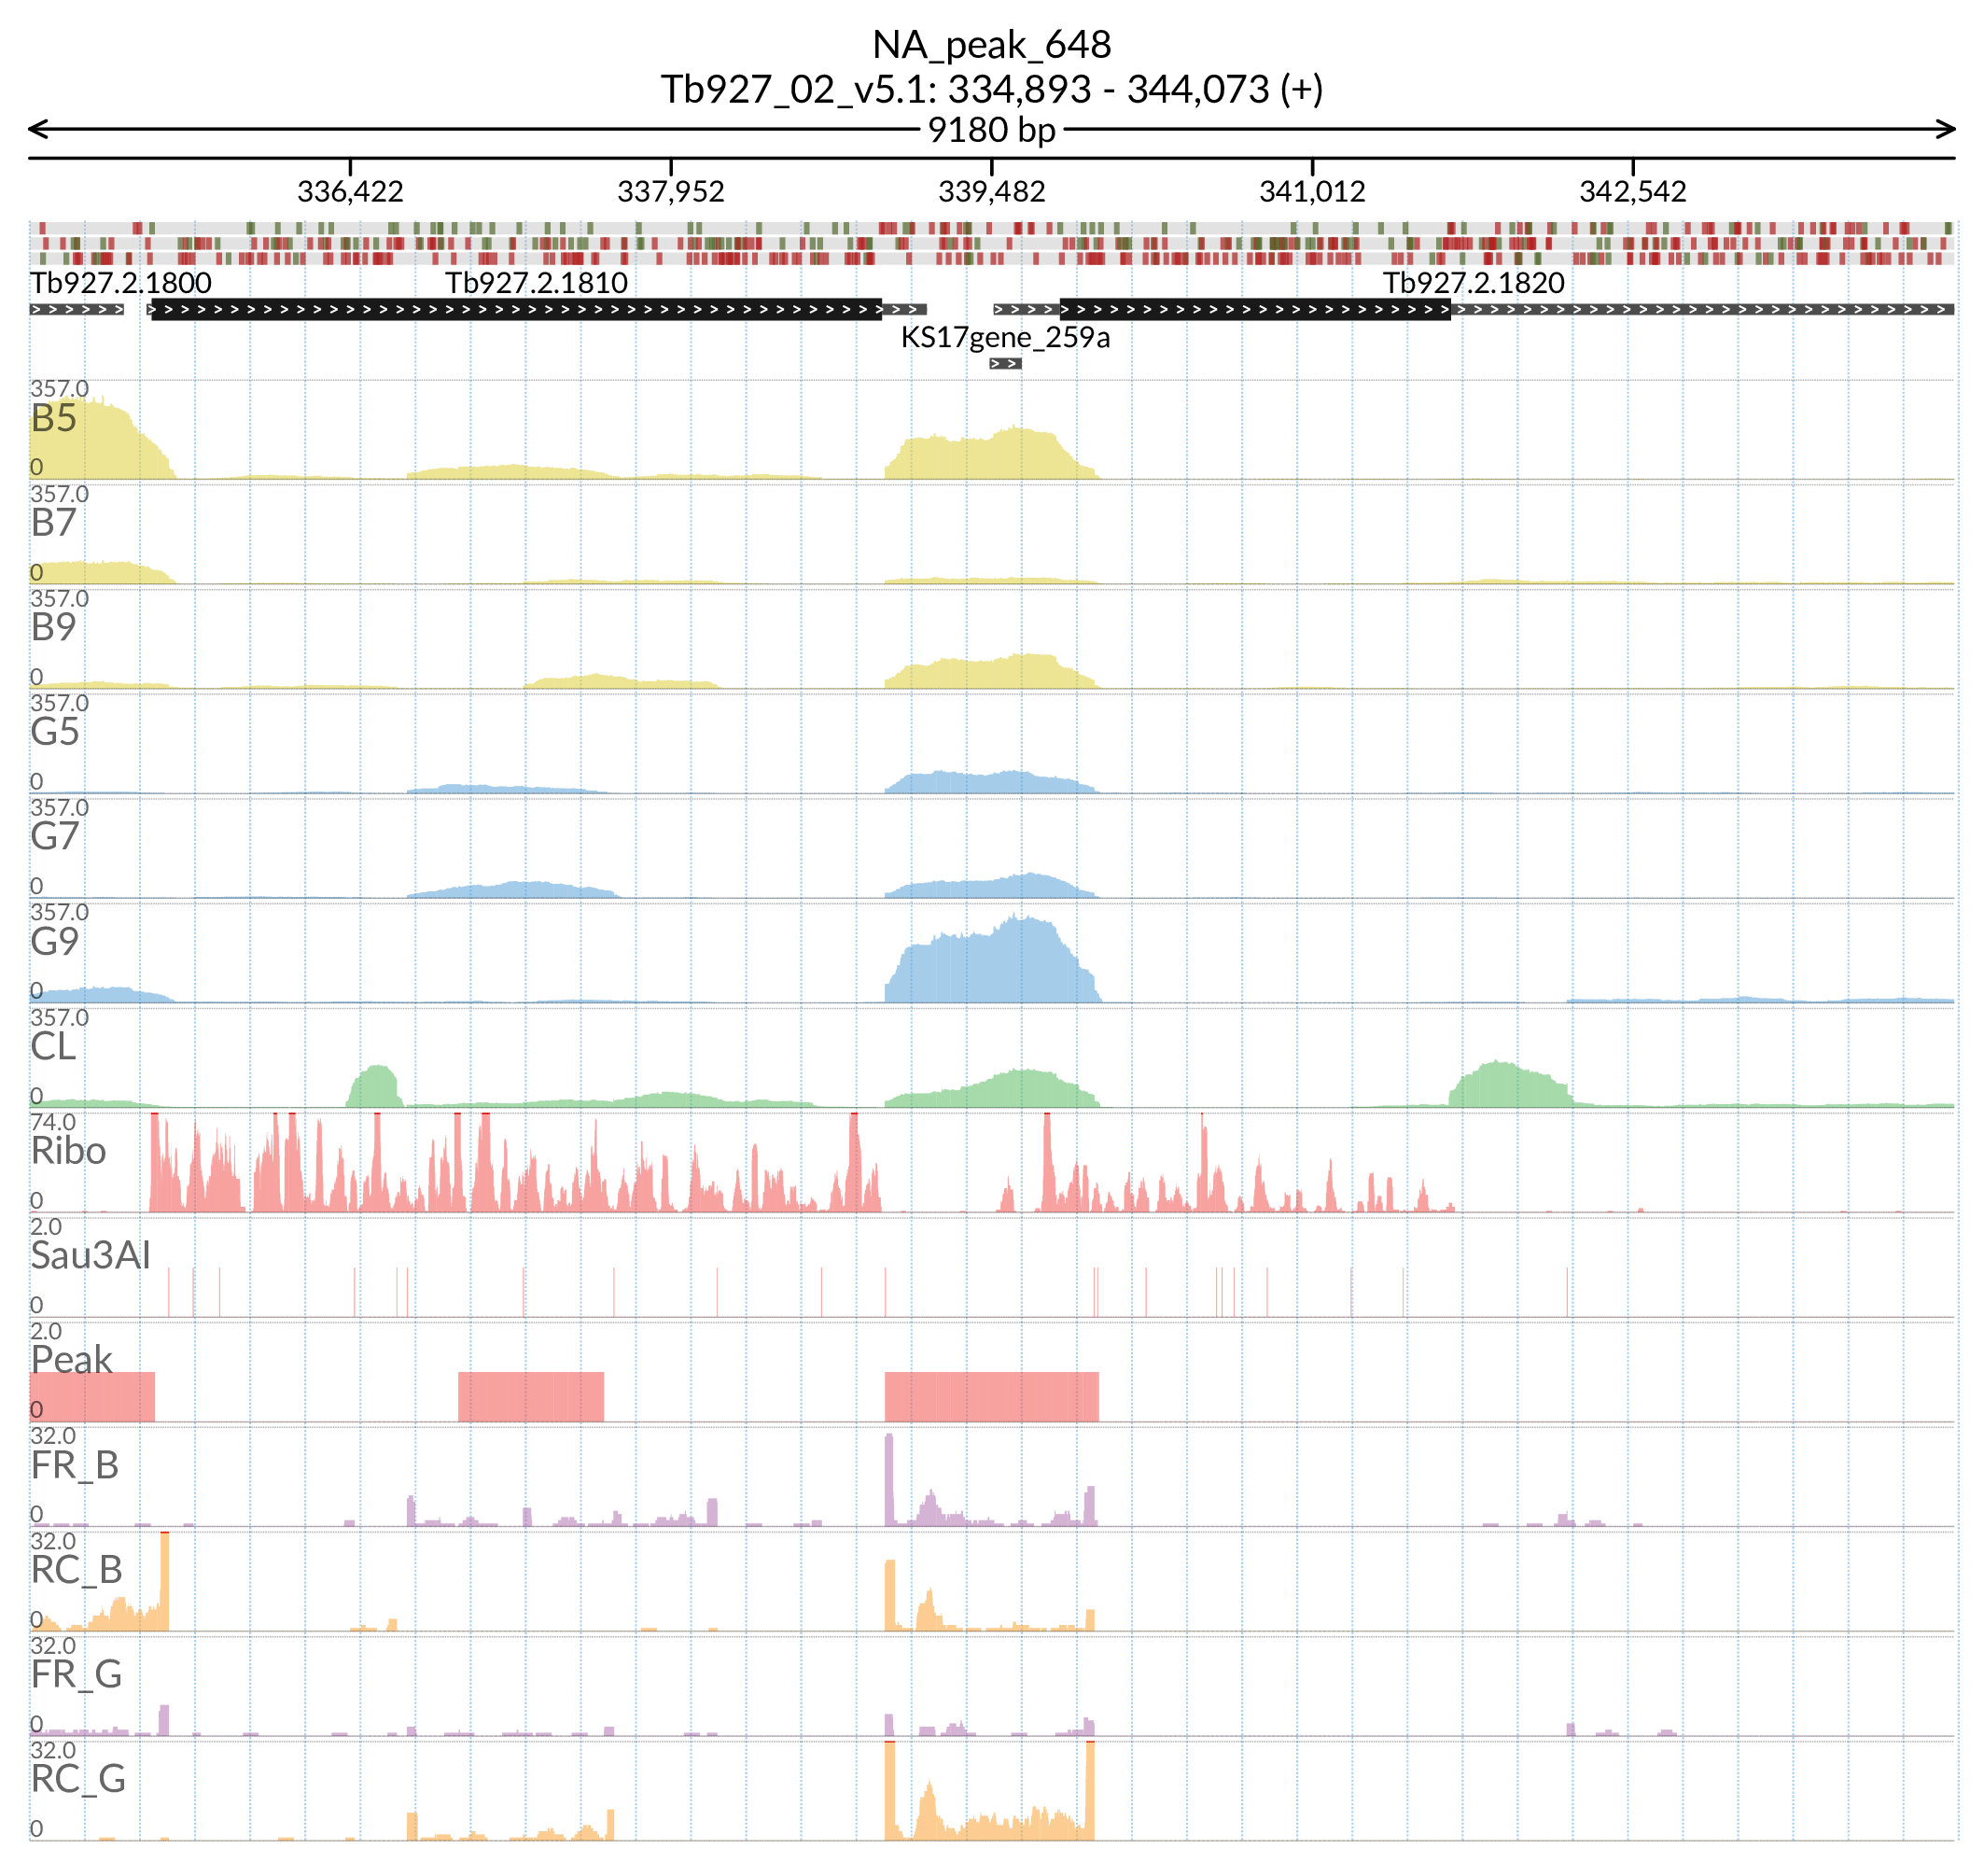 NA_peak_648
Tb927_02_v5.1: 334,893 - 344,073 (+)
9180 bp
336,422 337,952 339,482 341,012 342,542
Tb927.2.1800 Tb927.2.1810 Tb927.2.1820
KS17gene_259a
357.0
B5
0
357.0
B7
0
357.0
B9
0
357.0
G5
0
357.0
G7
0
357.0
G9
0
357.0
CL
0
74.0
Ribo
0
2.0
Sau3AI
0
2.0
Peak
0
32.0
FR_B
0
32.0
RC_B
0
32.0
FR_G
0
32.0
RC_G
0